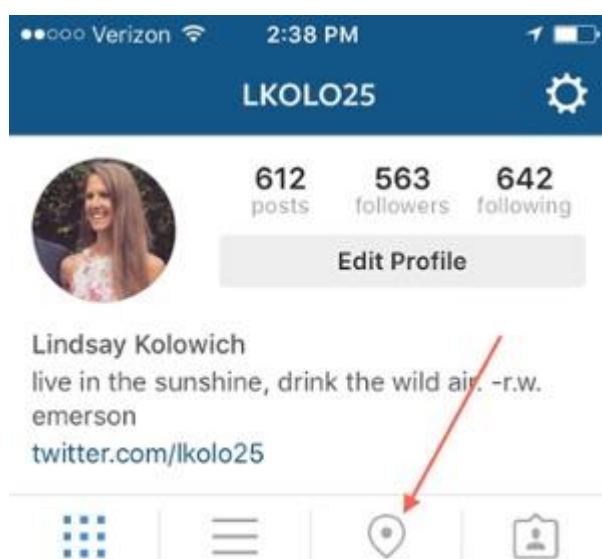 Verizon 2:38 PM
LKOLO25
612 563 642
posts followers following
Edit Profile
Lindsay Kolowich
live in the sunshine, drink the wild air. -r.w.
emerson
twitter.com/lkolo25